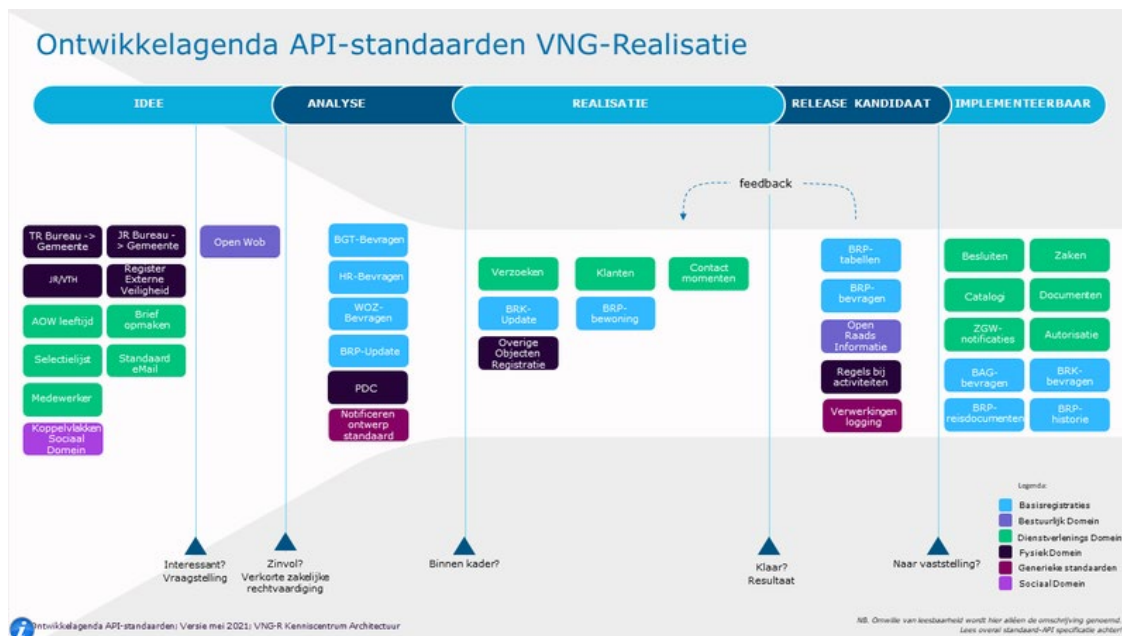 Ontwikkelagenda API-standaarden VNG-Realisatie
IDEE
ANALYSE
REALISATIE
RELEASE KANDIDAAT
IMPLEMENTEERBAAR
feedback
TR Bureau ->
Gemeente
JR Bureau -
> Gemeente
Open Wob
JR/VTH
Register
Externe
Veiligheid
AOW leeftijd
Brief
opmaken
Selectielijst
Standaard
eMail
Medewerker
Koppelvlakken
Sociaal
Domein
BGT-Bevragen
HR-Bevragen
WOZ-
Bevragen
BRP-Update
PDC
Notificeren
ontwerp
standaard
Verzoeken
Klanten
Contact
momenten
BRK-
Update
BRP-
bewoning
Overige
Objecten
Registratie
BRP-
tabellen
BRP-
bevragen
Open
Raads
Informatie
Regels bij
activiteiten
Verwerkingen
logging
Besluiten
Zaken
Catalogi
Documenten
ZGW-
notificaties
Autorisatie
BAG-
bevragen
BRK-
bevragen
BRP-
reisdocumenten
BRP-
historie
Legenda:
Basisregistraties
Bestuurlijk Domein
Dienstverlenings Domein
Fysiek Domein
Generieke standaarden
Sociaal Domein
Interessant?
Vraagstelling
Zinvol?
Verkorte zakelijke
rechtvaardiging
Binnen kader?
Klaar?
Resultaat
Naar vaststelling?
i
Ontwikkelagenda API-standaarden; Versie mei 2021; VNG-R Kenniscentrum Architectuur
NB. Omwille van leesbaarheid wordt hier alléen de omschrijving genoemd.
Lees overal standaard-API specificatie achter!